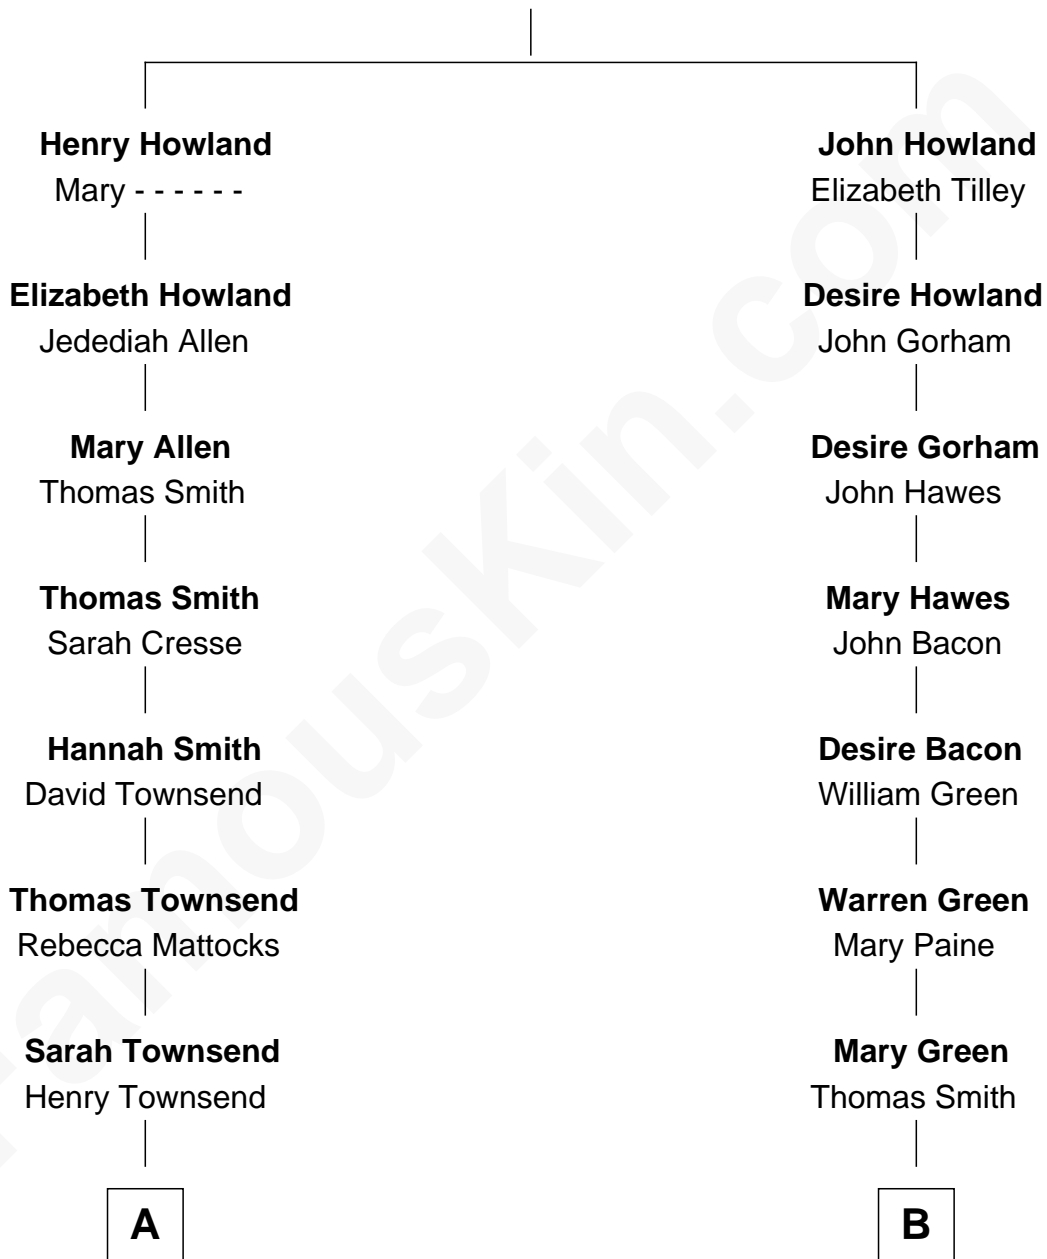 Henry Howland
Mary - - - - - -
Elizabeth Howland
Jedediah Allen
Mary Allen
Thomas Smith
Thomas Smith
Sarah Cresse
Hannah Smith
David Townsend
Thomas Townsend
Rebecca Mattocks
Sarah Townsend
Henry Townsend
A
John Howland
Elizabeth Tilley
Desire Howland
John Gorham
Desire Gorham
John Hawes
Mary Hawes
John Bacon
Desire Bacon
William Green
Warren Green
Mary Paine
Mary Green
Thomas Smith
B
FamousKin.com